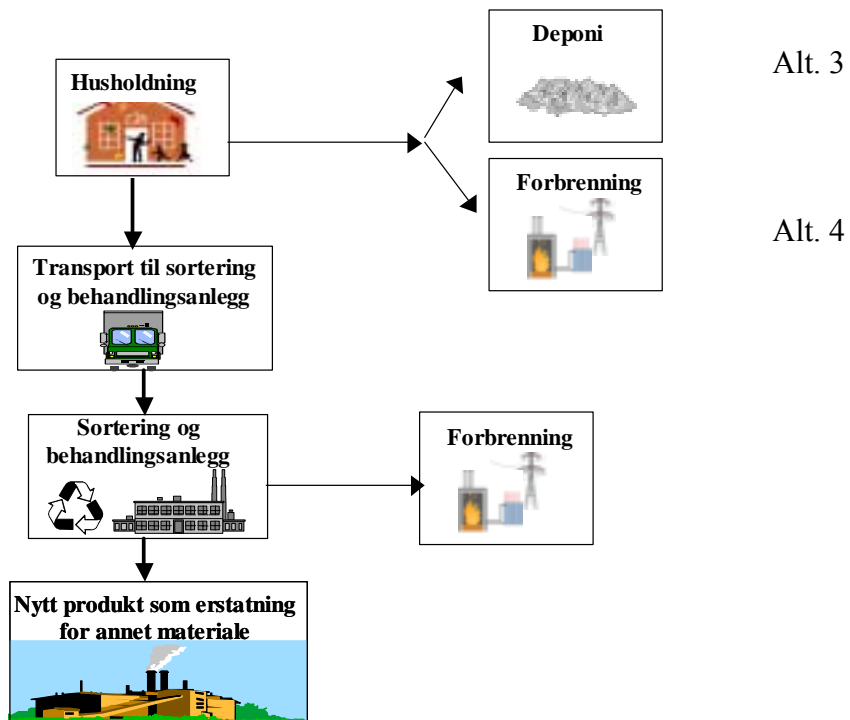 Deponi
Alt. 3
Husholdning
Forbrenning
Alt. 4
Transport til sortering
og behandlingsanlegg
Sortering og
behandlingsanlegg
Forbrenning
Nytt produkt som erstatning
for annet materiale